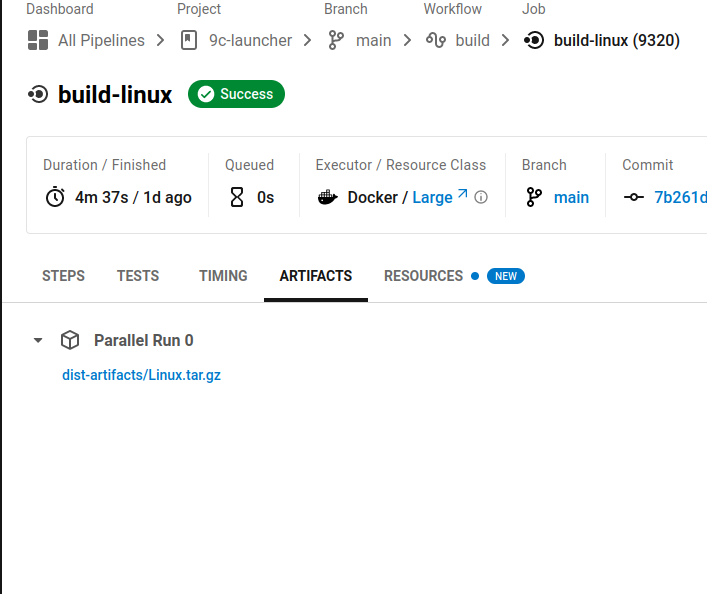 Dashboard Project Branch Workflow Job
All Pipelines 9c-launcher main build build-linux (9320)
build-linux Success
Duration / Finished Queued Executor / Resource Class Branch Commit
4m 37s / 1d ago 0s Docker / Large main 7b261d
STEPS TESTS TIMING ARTIFACTS RESOURCES NEW
Parallel Run 0
dist-artifacts/Linux.tar.gz